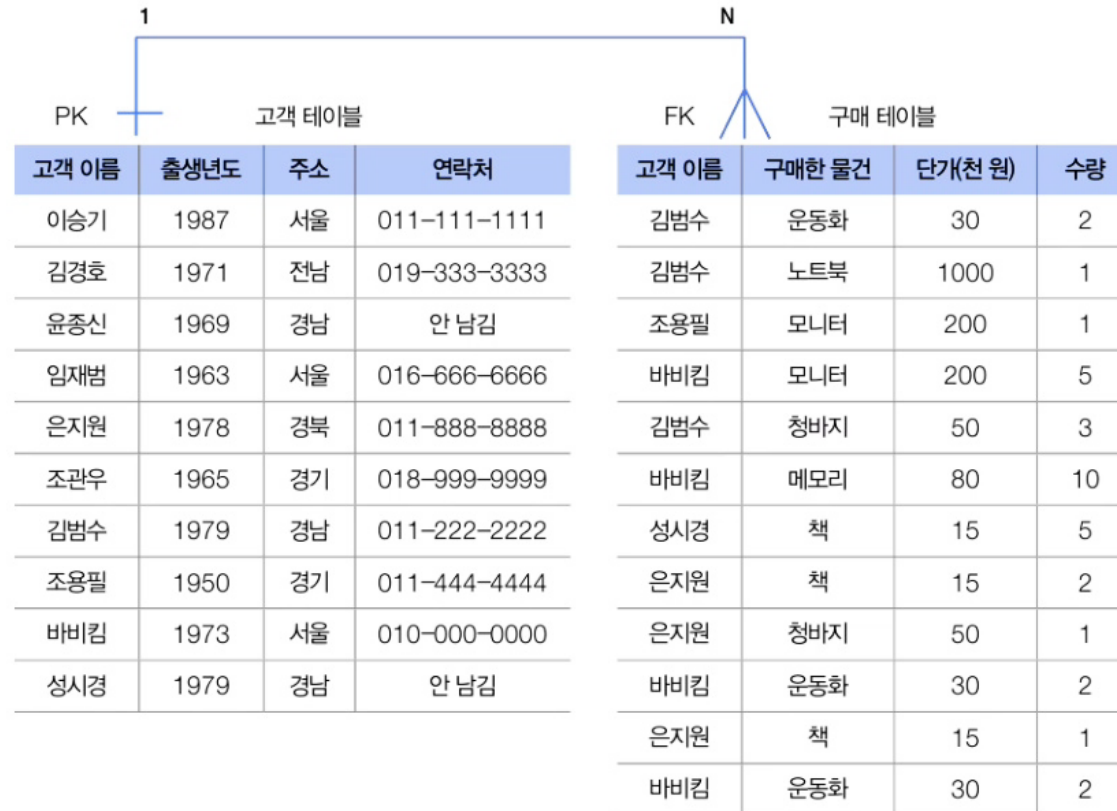 1 N
PK 고객 테이블 FK 구매 테이블
고객 이름 출생년도 주소 연락처 고객 이름 구매한 물건 단가(천 원) 수량
이승기 1987 서울 011-111-1111 김범수 운동화 30 2
김경호 1971 전남 019-333-3333 김범수 노트북 1000 1
윤종신 1969 경남 안 남김 조용필 모니터 200 1
임재범 1963 서울 016-666-6666 바비킴 모니터 200 5
은지원 1978 경북 011-888-8888 김범수 청바지 50 3
조관우 1965 경기 018-999-9999 바비킴 메모리 80 10
김범수 1979 경남 011-222-2222 성시경 책 15 5
조용필 1950 경기 011-444-4444 은지원 책 15 2
바비킴 1973 서울 010-000-0000 은지원 청바지 50 1
성시경 1979 경남 안 남김 바비킴 운동화 30 2
은지원 책 15 1
바비킴 운동화 30 2